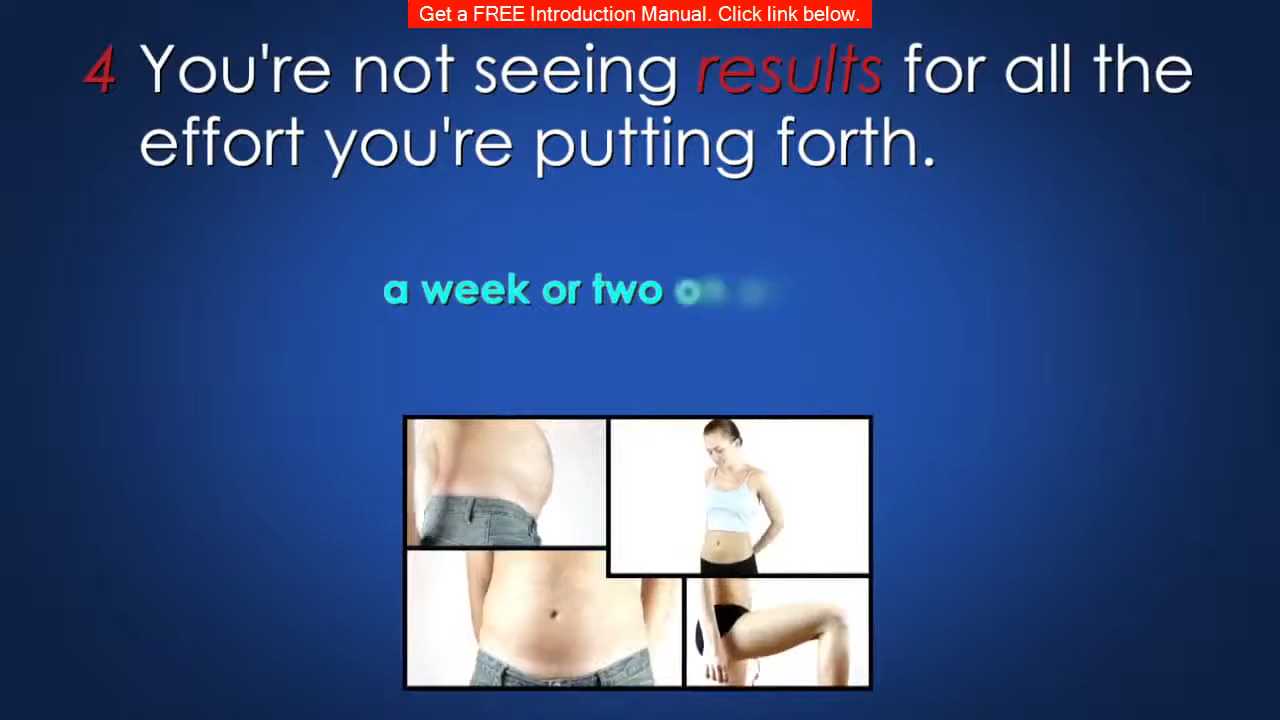 Get a FREE Introduction Manual. Click link below.
4 You're not seeing results for all the
effort you're putting forth.
a week or two